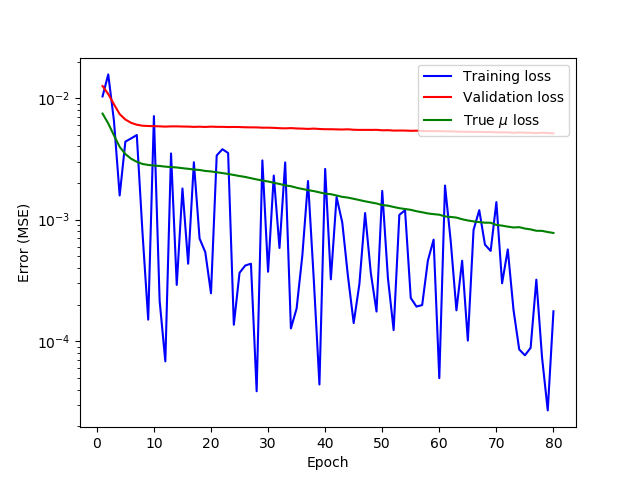 Training loss
Validation loss
True μ loss
10⁻²
10⁻³
10⁻⁴
Error (MSE)
0 10 20 30 40 50 60 70 80
Epoch